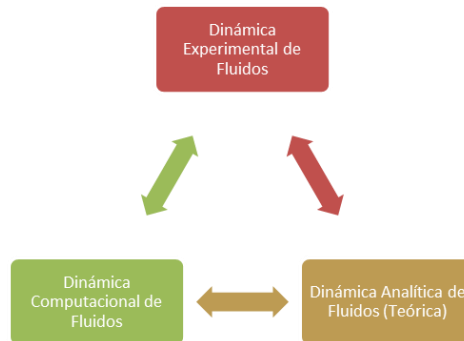 Dinámica
Experimental de
Fluidos
Dinámica
Computacional de
Fluidos
Dinámica Analítica de
Fluidos (Teórica)